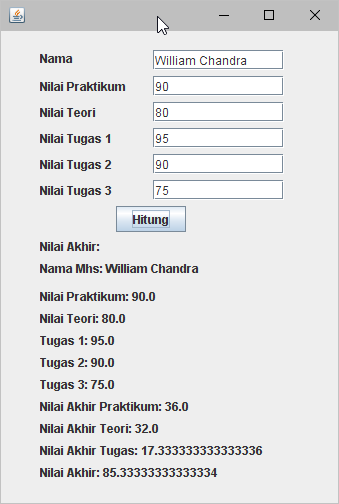 Nama William Chandra
Nilai Praktikum 90
Nilai Teori 80
Nilai Tugas 1 95
Nilai Tugas 2 90
Nilai Tugas 3 75
Hitung
Nilai Akhir:
Nama Mhs: William Chandra
Nilai Praktikum: 90.0
Nilai Teori: 80.0
Tugas 1: 95.0
Tugas 2: 90.0
Tugas 3: 75.0
Nilai Akhir Praktikum: 36.0
Nilai Akhir Teori: 32.0
Nilai Akhir Tugas: 17.333333333333336
Nilai Akhir: 85.33333333333334